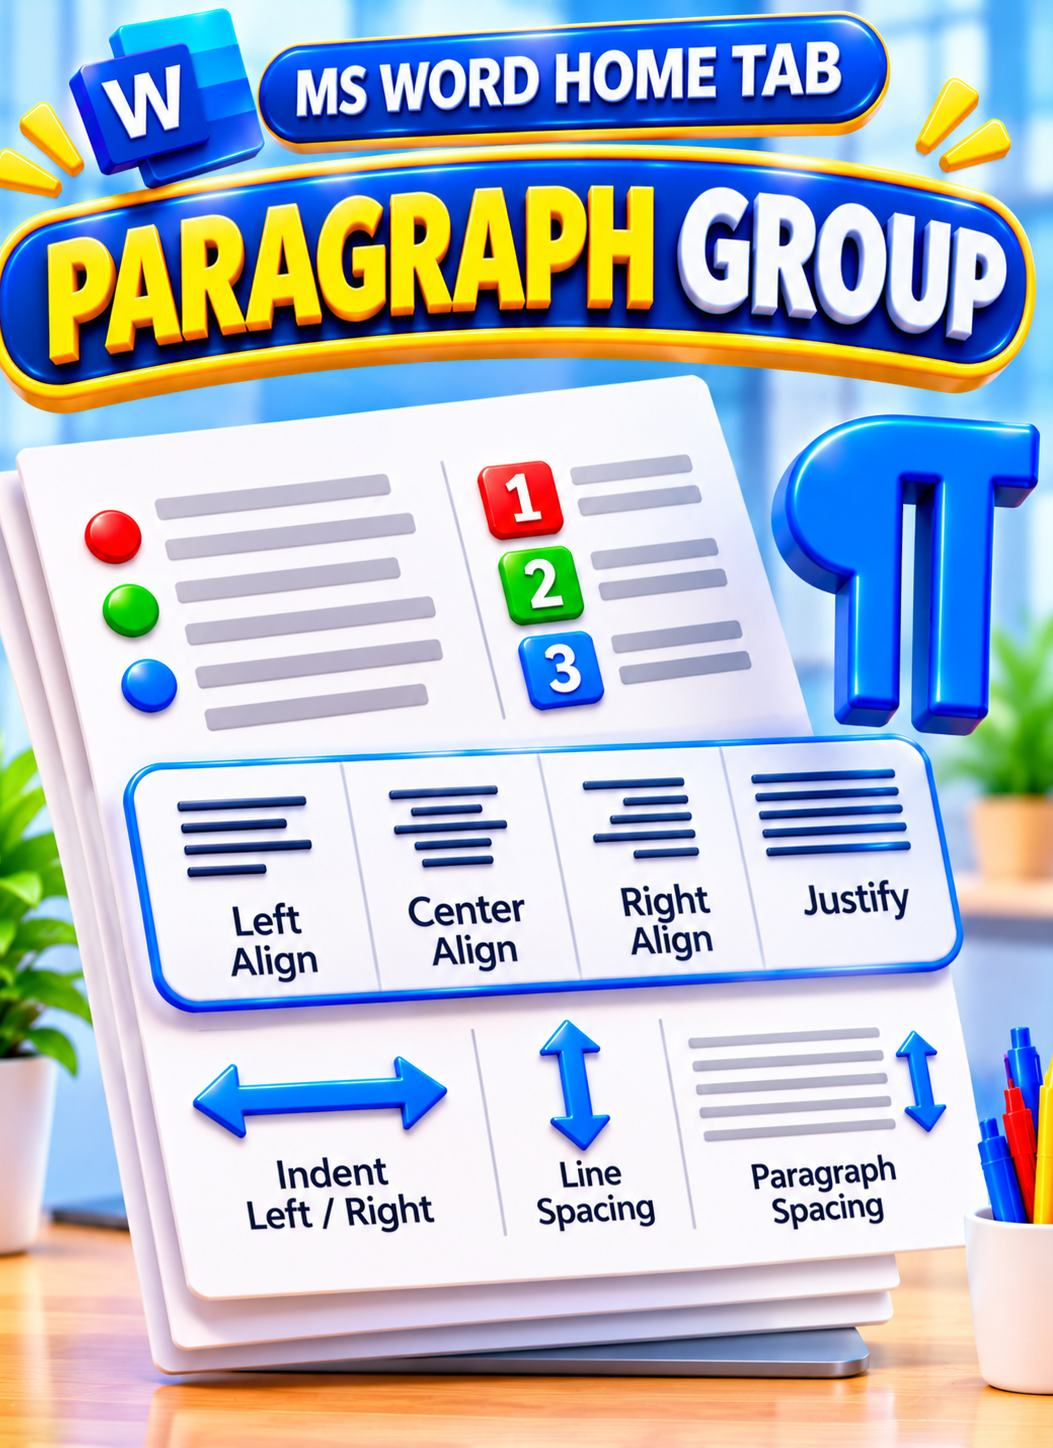 W
MS WORD HOME TAB
PARAGRAPH GROUP
1
2
3
¶
Left
Align
Center
Align
Right
Align
Justify
Indent
Left / Right
Line
Spacing
Paragraph
Spacing